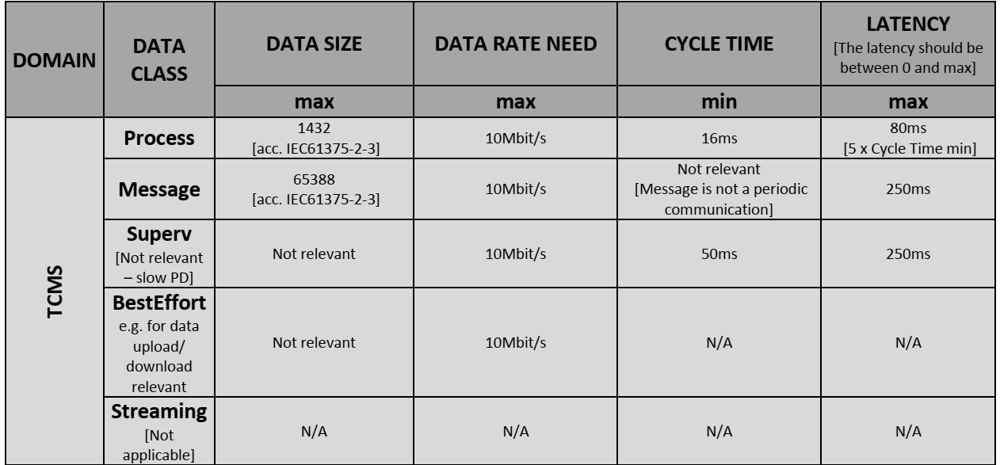 DOMAIN
DATA
CLASS
DATA SIZE
DATA RATE NEED
CYCLE TIME
LATENCY
[The latency should be
between 0 and max]
max
max
min
max
TCMS
Process
1432
[acc. IEC61375-2-3]
10Mbit/s
16ms
80ms
[5 x Cycle Time min]
Message
65388
[acc. IEC61375-2-3]
10Mbit/s
Not relevant
[Message is not a periodic
communication]
250ms
Superv
[Not relevant
– slow PD]
Not relevant
10Mbit/s
50ms
250ms
BestEffort
e.g. for data
upload/
download
relevant
Not relevant
10Mbit/s
N/A
N/A
Streaming
[Not
applicable]
N/A
N/A
N/A
N/A